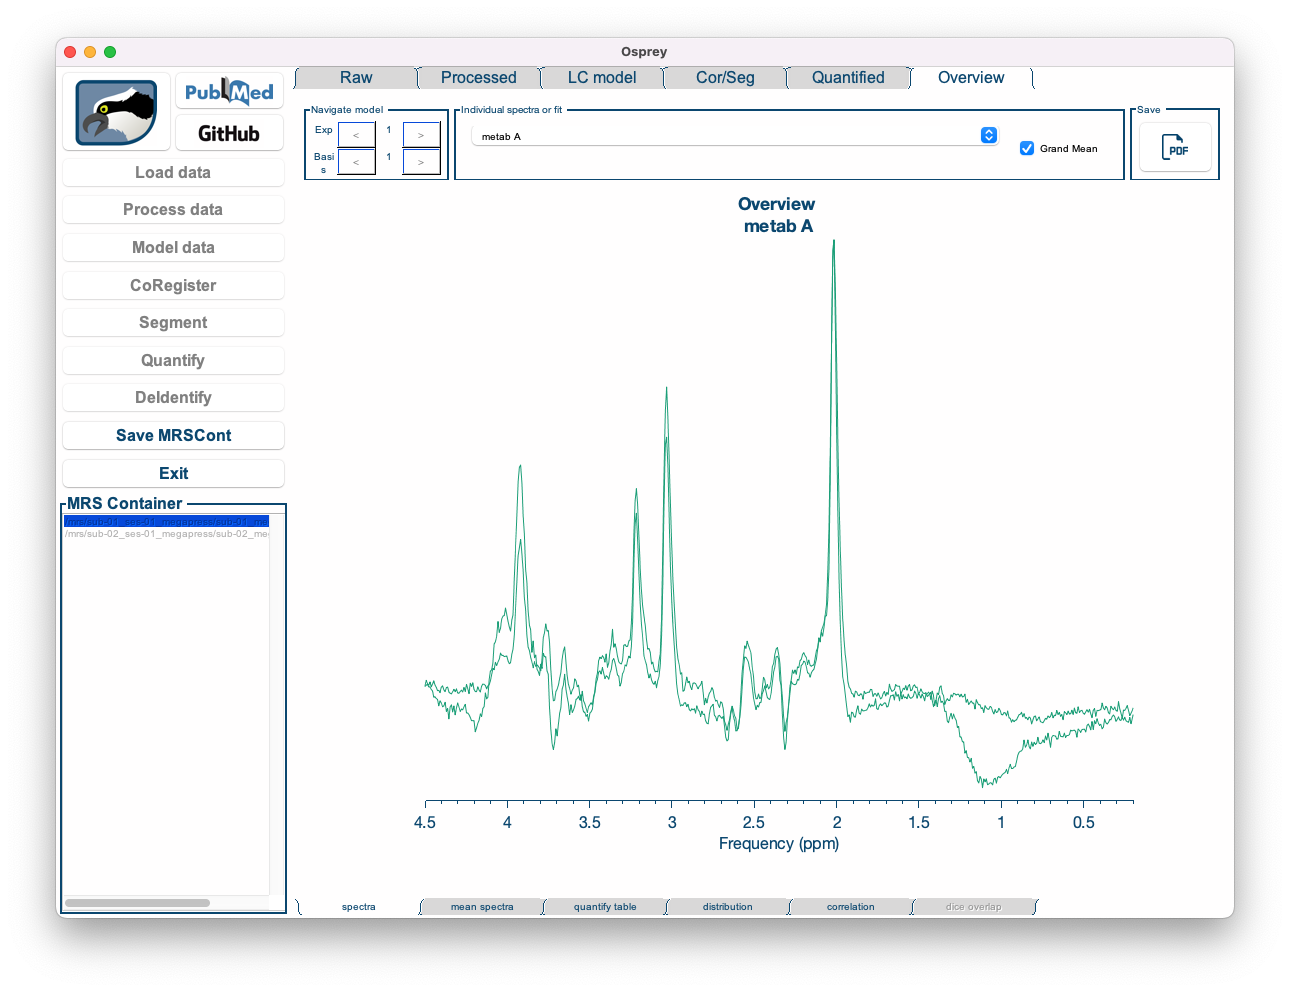 Osprey
PubMed
GitHub
Load data
Process data
Model data
CoRegister
Segment
Quantify
DeIdentify
Save MRSCont
Exit
MRS Container
/mrs/sub-01_ses-01_megapress/sub-01_me
/mrs/sub-02_ses-01_megapress/sub-02_me
Raw Processed LC model Cor/Seg Quantified Overview
Navigate model
Exp < 1 >
Basi
s < 1 >
Individual spectra or fit
metab A
Grand Mean
Save
PDF
Overview
metab A
4.5 4 3.5 3 2.5 2 1.5 1 0.5
Frequency (ppm)
spectra mean spectra quantify table distribution correlation dice overlap